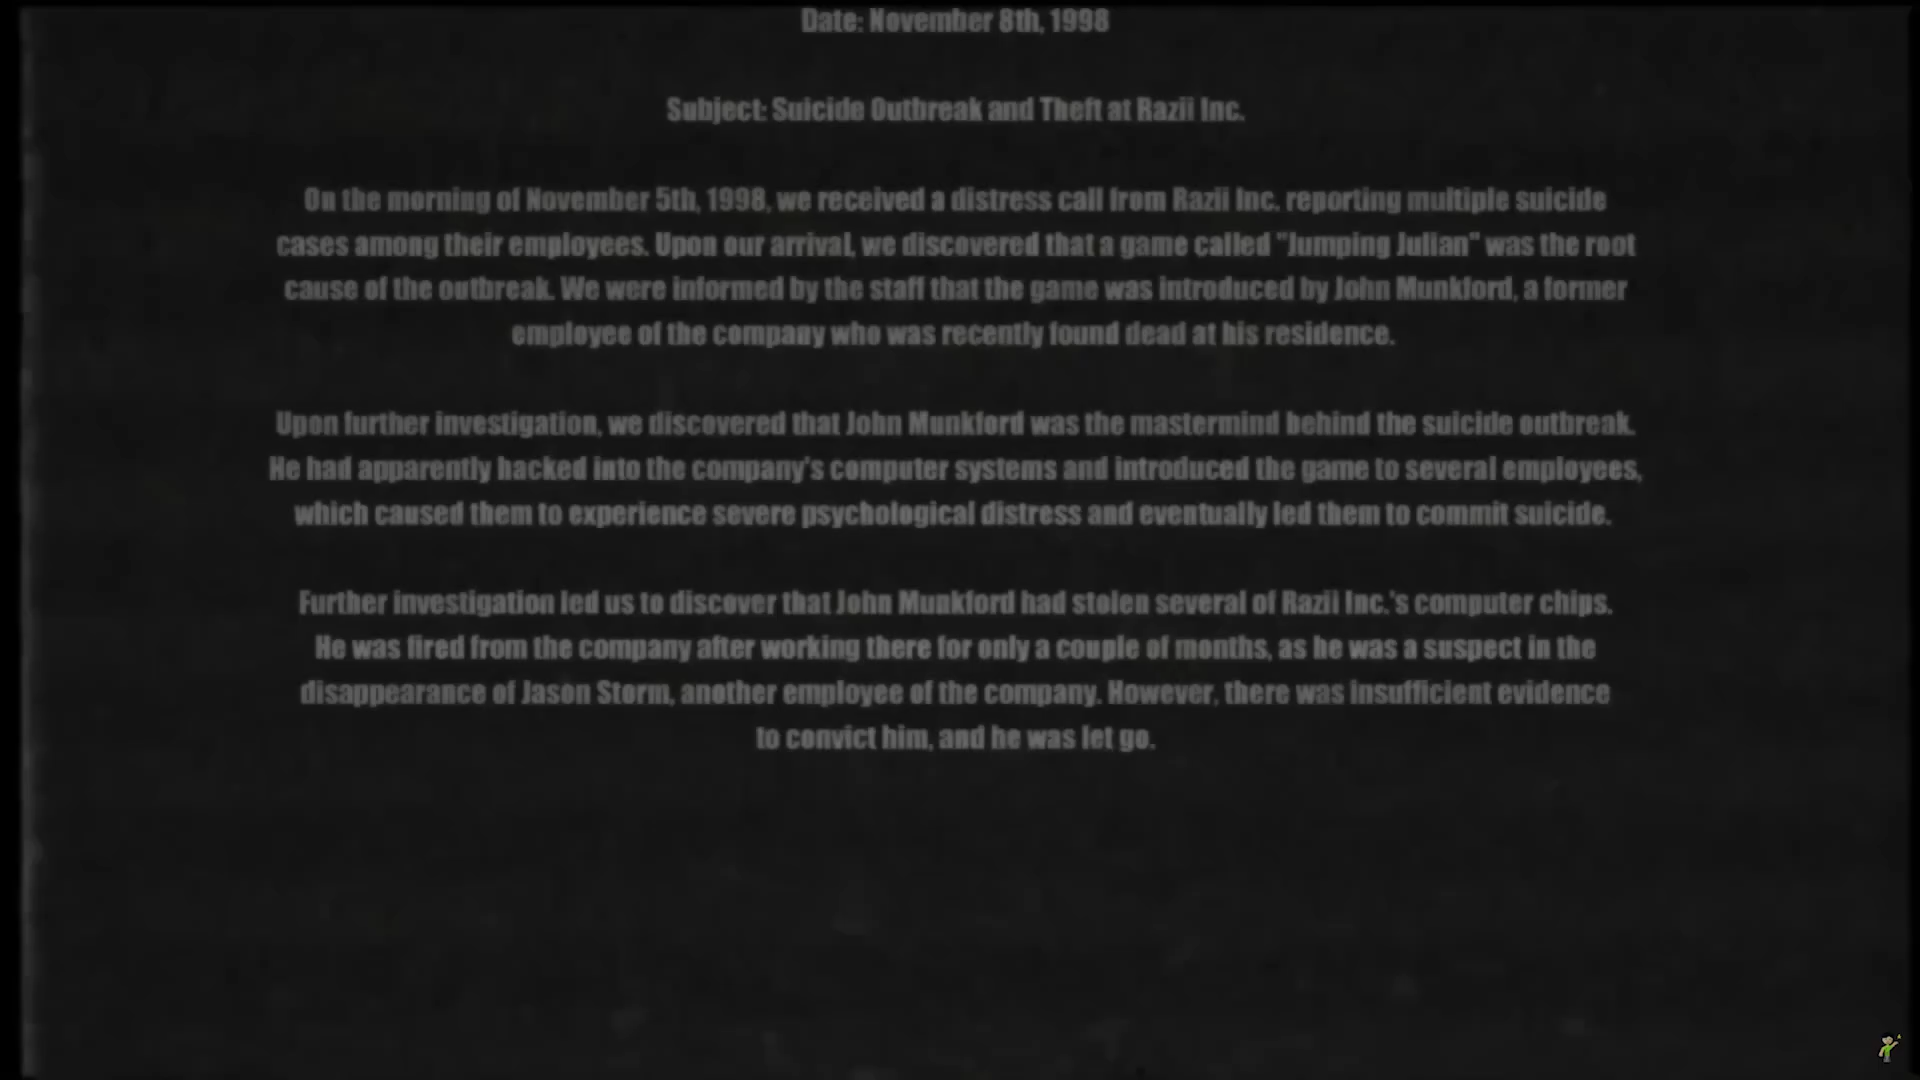 Date: November 8th, 1998
Subject: Suicide Outbreak and Theft at Razii Inc.
On the morning of November 5th, 1998, we received a distress call from Razii Inc. reporting multiple suicide
cases among their employees. Upon our arrival, we discovered that a game called "Jumping Julian" was the root
cause of the outbreak. We were informed by the staff that the game was introduced by John Munkford, a former
employee of the company who was recently found dead at his residence.
Upon further investigation, we discovered that John Munkford was the mastermind behind the suicide outbreak.
He had apparently hacked into the company's computer systems and introduced the game to several employees,
which caused them to experience severe psychological distress and eventually led them to commit suicide.
Further investigation led us to discover that John Munkford had stolen several of Razii Inc.'s computer chips.
He was fired from the company after working there for only a couple of months, as he was a suspect in the
disappearance of Jason Storm, another employee of the company. However, there was insufficient evidence
to convict him, and he was let go.